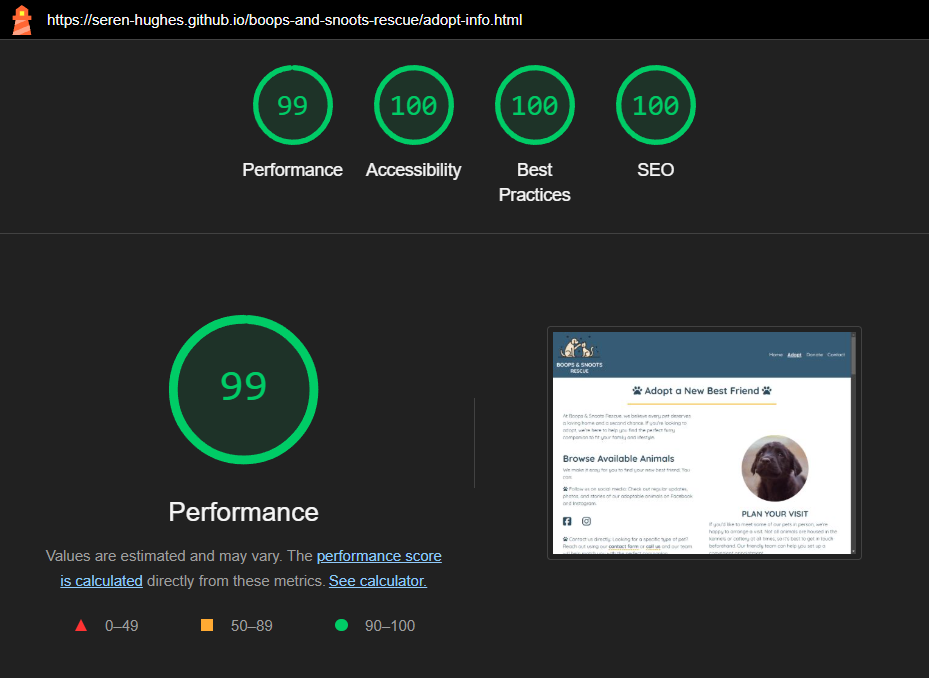 https://seren-hughes.github.io/boops-and-snoots-rescue/adopt-info.html
99
100
100
100
Performance
Accessibility
Best
Practices
SEO
99
Performance
Values are estimated and may vary. The performance score
is calculated directly from these metrics. See calculator.
0–49
50–89
90–100
BOOPS & SNOOTS
RESCUE
Home
Adopt
Donate
Contact
Adopt a New Best Friend
At Boops & Snoots Rescue, we believe every pet deserves
a loving home and a second chance. If you're looking to
adopt, we're here to help you find the perfect furry
companion to fit your family and lifestyle.
Browse Available Animals
We make it easy for you to find your new best friend. You
can:
Follow us on social media: Check our regular updates,
photos, and stories of our adoptable animals on Facebook
and Instagram.
Contact us directly: Looking for a specific type of pet?
Reach out using our contact form or call us and our team
PLAN YOUR VISIT
If you'd like to meet some of our pets in person, we're
happy to arrange a visit. Not all animals are housed in the
kennels or cattery at all times, so it's best to get in touch
beforehand. Our friendly team can help you set up a